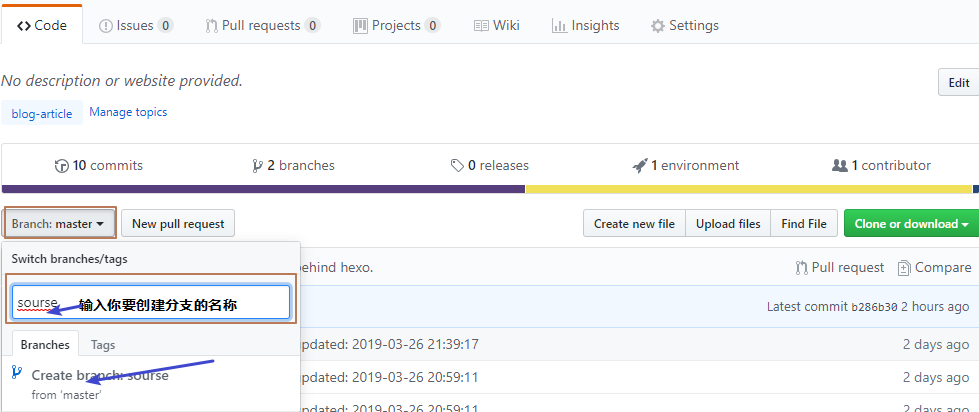 Code Issues 0 Pull requests 0 Projects 0 Wiki Insights Settings
No description or website provided. Edit
blog-article Manage topics
10 commits 2 branches 0 releases 1 environment 1 contributor
Branch: master New pull request Create new file Upload files Find File Clone or download
Switch branches/tags
behind hexo. Pull request Compare
sourse 输入你要创建分支的名称
Latest commit b286b30 2 hours ago
Branches Tags
pdated: 2019-03-26 21:39:17 2 days ago
Create branch: sourse
pdated: 2019-03-26 20:59:11 2 days ago
from 'master'
pdated: 2019-03-26 20:59:11 2 days ago